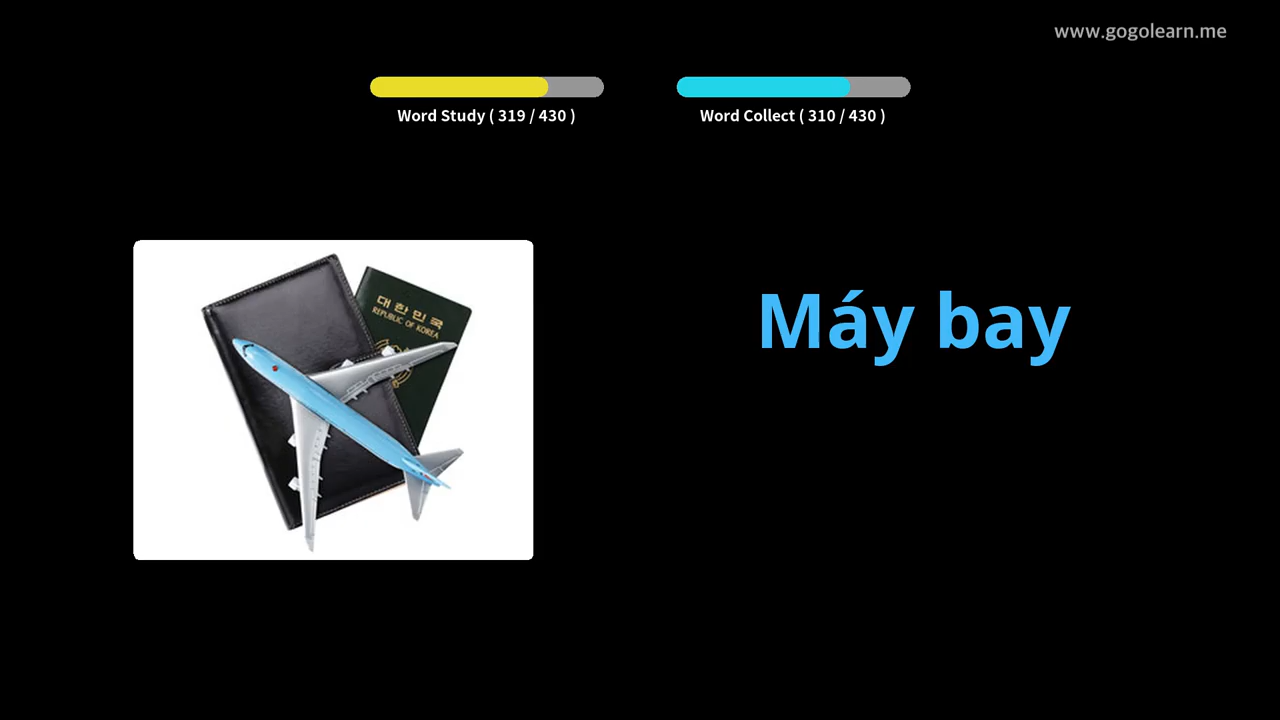 www.gogolearn.me
Word Study ( 319 / 430 )
Word Collect ( 310 / 430 )
대한민국
REPUBLIC OF KOREA
Máy bay